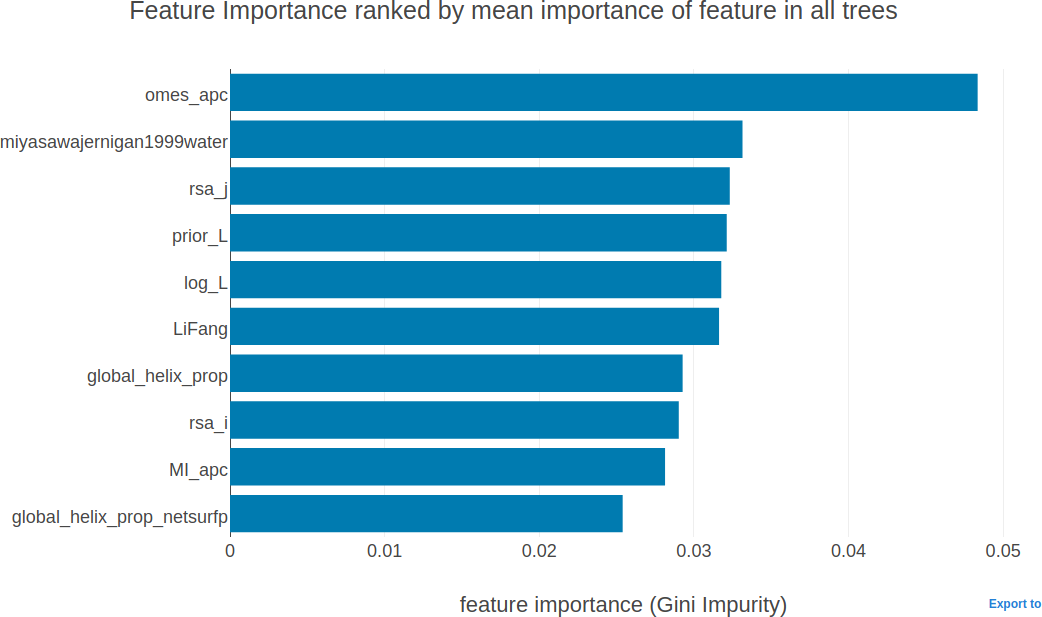 Feature Importance ranked by mean importance of feature in all trees
omes_apc
miyasawajernigan1999water
rsa_j
prior_L
log_L
LiFang
global_helix_prop
rsa_i
MI_apc
global_helix_prop_netsurfp
0 0.01 0.02 0.03 0.04 0.05
feature importance (Gini Impurity)
Export to